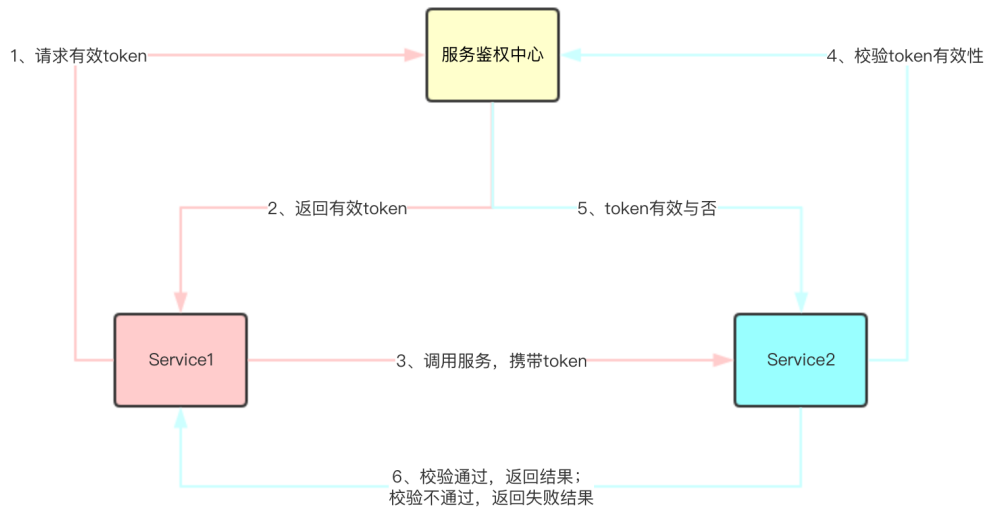 1、请求有效token
服务鉴权中心
4、校验token有效性
2、返回有效token
5、token有效与否
Service1
3、调用服务，携带token
Service2
6、校验通过，返回结果；
校验不通过，返回失败结果